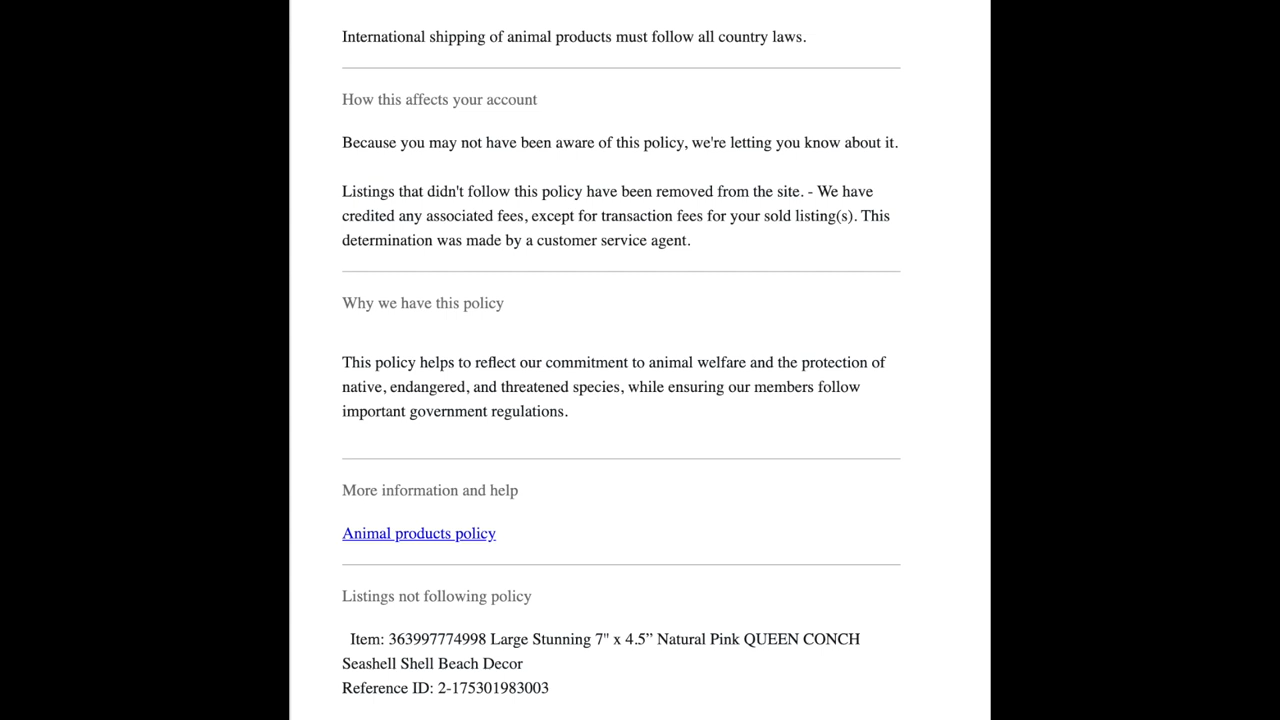 International shipping of animal products must follow all country laws.
How this affects your account
Because you may not have been aware of this policy, we're letting you know about it.
Listings that didn't follow this policy have been removed from the site. - We have
credited any associated fees, except for transaction fees for your sold listing(s). This
determination was made by a customer service agent.
Why we have this policy
This policy helps to reflect our commitment to animal welfare and the protection of
native, endangered, and threatened species, while ensuring our members follow
important government regulations.
More information and help
Animal products policy
Listings not following policy
Item: 363997774998 Large Stunning 7" x 4.5” Natural Pink QUEEN CONCH
Seashell Shell Beach Decor
Reference ID: 2-175301983003